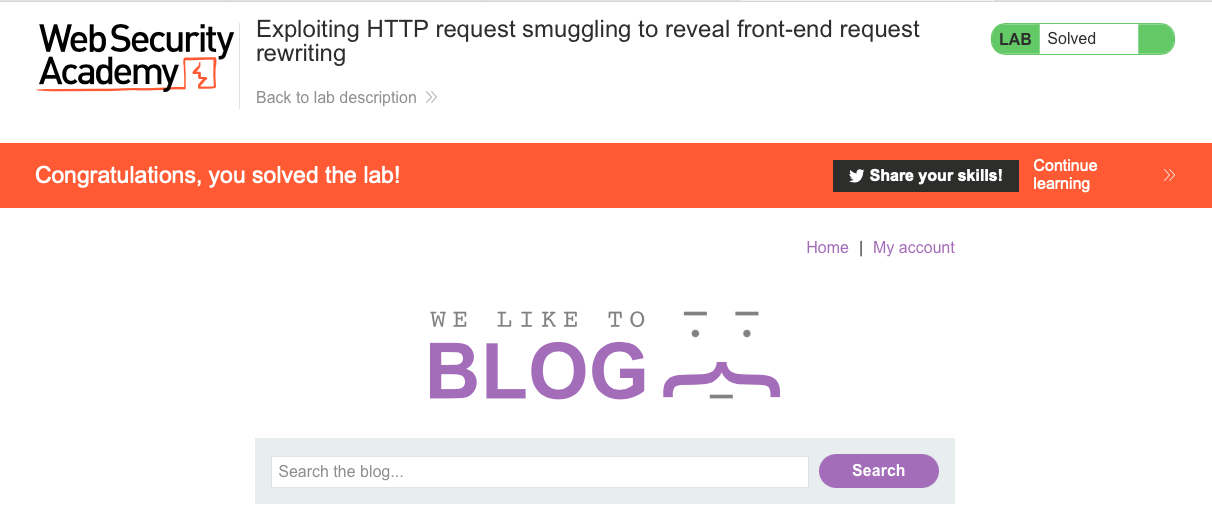 Web Security
Academy
Exploiting HTTP request smuggling to reveal front-end request
rewriting
Back to lab description
LAB Solved
Congratulations, you solved the lab!
Share your skills!
Continue
learning
Home | My account
WE LIKE TO
BLOG
Search the blog...
Search